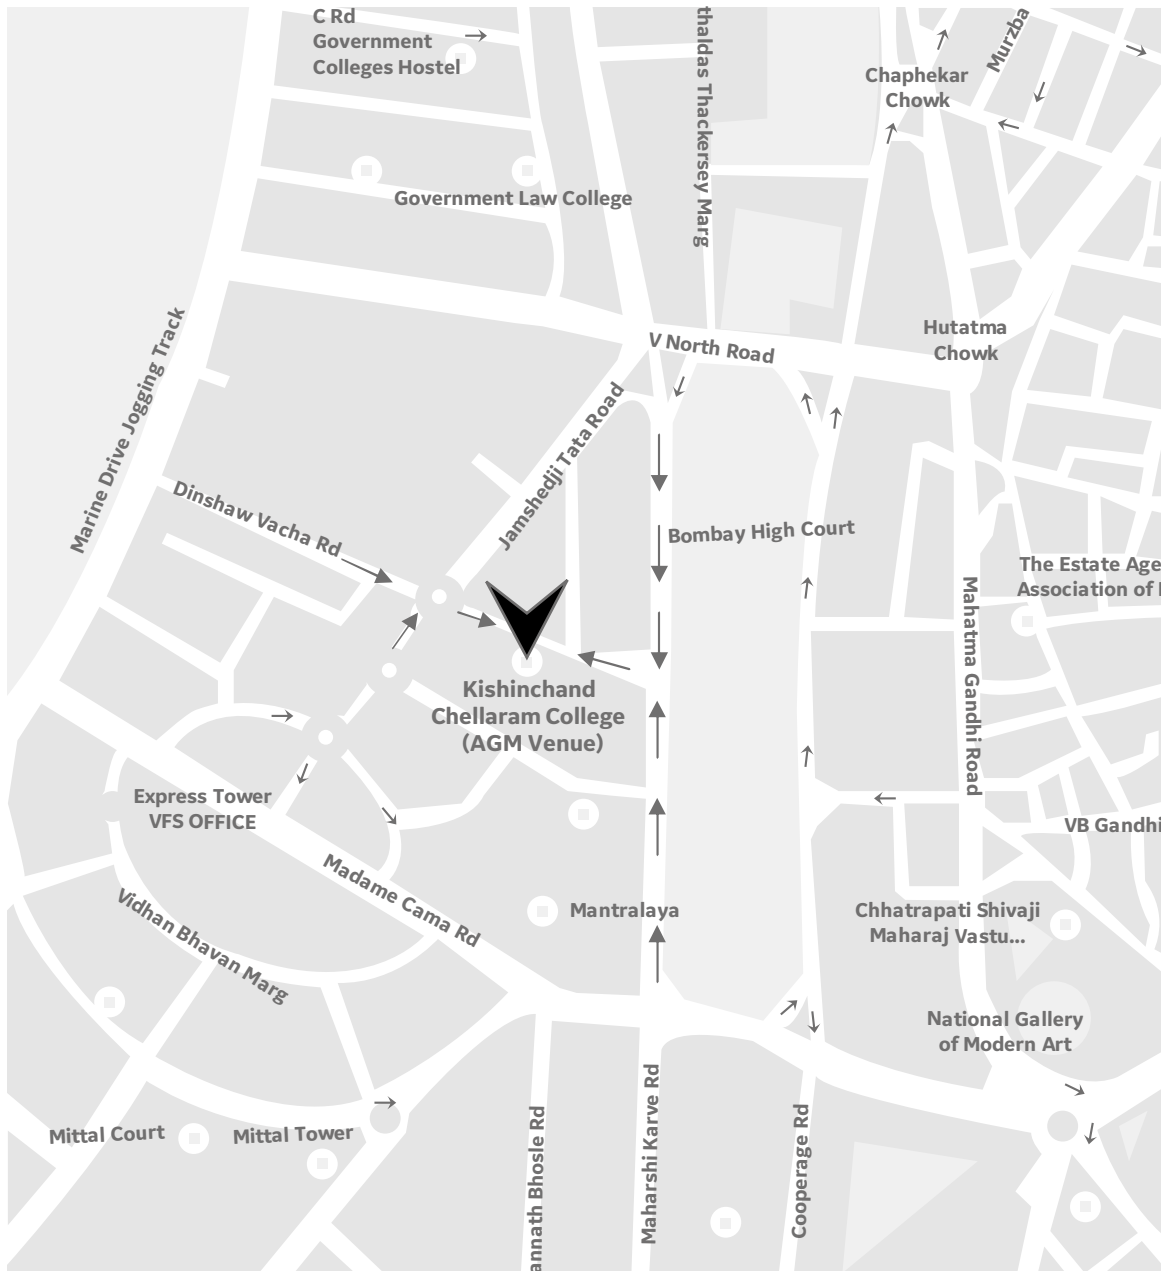 C Rd
Government
Colleges Hostel
thaldas Thackersey Marg
Murzba
Chaphekar
Chowk
Government Law College
Hutatma
Chowk
V North Road
Marine Drive Jogging Track
Jamshedji Tata Road
Dinshaw Vacha Rd
Bombay High Court
The Estate Age
Association of
Mahatma Gandhi Road
Kishinchand
Chellaram College
(AGM Venue)
Express Tower
VFS OFFICE
VB Gandhi
Madame Cama Rd
Vidhan Bhavan Marg
Mantralaya
Chhatrapati Shivaji
Maharaj Vastu...
National Gallery
of Modern Art
Mittal Court
Mittal Tower
annath Bhosle Rd
Maharshi Karve Rd
Cooperage Rd